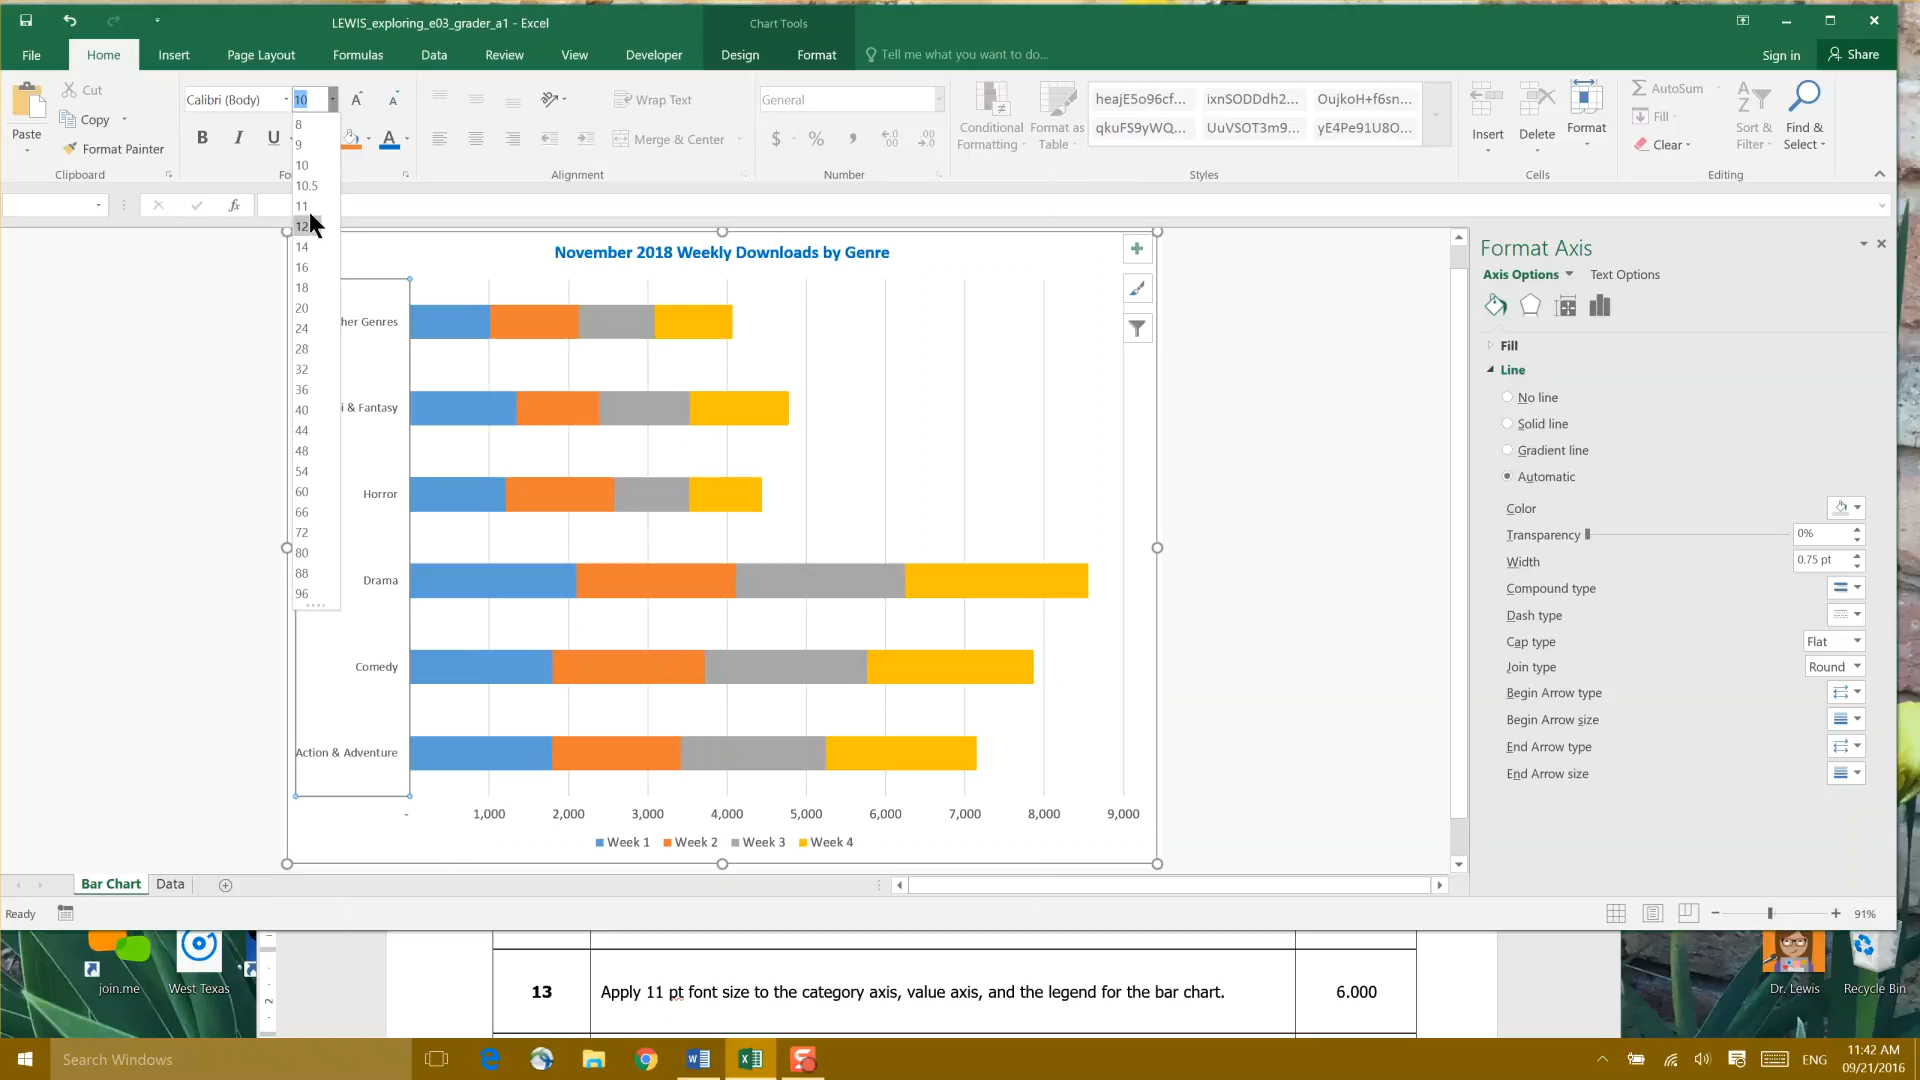 LEWIS_exploring_e03_grader_a1 - Excel
Chart Tools
File
Home
Insert
Page Layout
Formulas
Data
Review
View
Developer
Design
Format
Tell me what you want to do...
Sign in
Share
Paste
Cut
Copy
Format Painter
Clipboard
Calibri (Body)
10
B I U
A
Alignment
Wrap Text
Merge & Center
General
$ % ,
Number
Conditional Formatting
Format as Table
heajE5o96cf...
ixnSODDdh2...
OujkoH+f6sn...
qkuFS9yWQ...
UuVSOT3m9...
yE4Pe91U8O...
Styles
Insert
Delete
Format
Cells
AutoSum
Fill
Clear
Sort & Filter
Find & Select
Editing
fx
8
9
10
10.5
11
12
14
16
18
20
24
28
32
36
40
44
48
54
60
66
72
80
88
96
November 2018 Weekly Downloads by Genre
her Genres
i & Fantasy
Horror
Drama
Comedy
Action & Adventure
-
1,000
2,000
3,000
4,000
5,000
6,000
7,000
8,000
9,000
Week 1
Week 2
Week 3
Week 4
Format Axis
Axis Options
Text Options
Fill
Line
No line
Solid line
Gradient line
Automatic
Color
Transparency
0%
Width
0.75 pt
Compound type
Dash type
Cap type
Flat
Join type
Round
Begin Arrow type
Begin Arrow size
End Arrow type
End Arrow size
Bar Chart
Data
Ready
91%
join.me
West Texas
13
Apply 11 pt font size to the category axis, value axis, and the legend for the bar chart.
6.000
Dr. Lewis
Recycle Bin
Search Windows
ENG
11:42 AM
09/21/2016